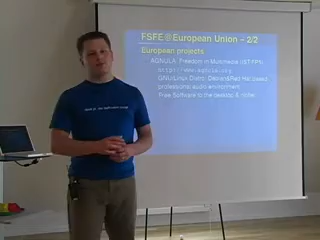 FSFE @ European Union – 2/2
European projects
AGNULA: Freedom in Multimedia (IST-FP5)
GNU/Linux Distro: Debian&Red Hat based
professional audio environment
Free Software to the desktop &